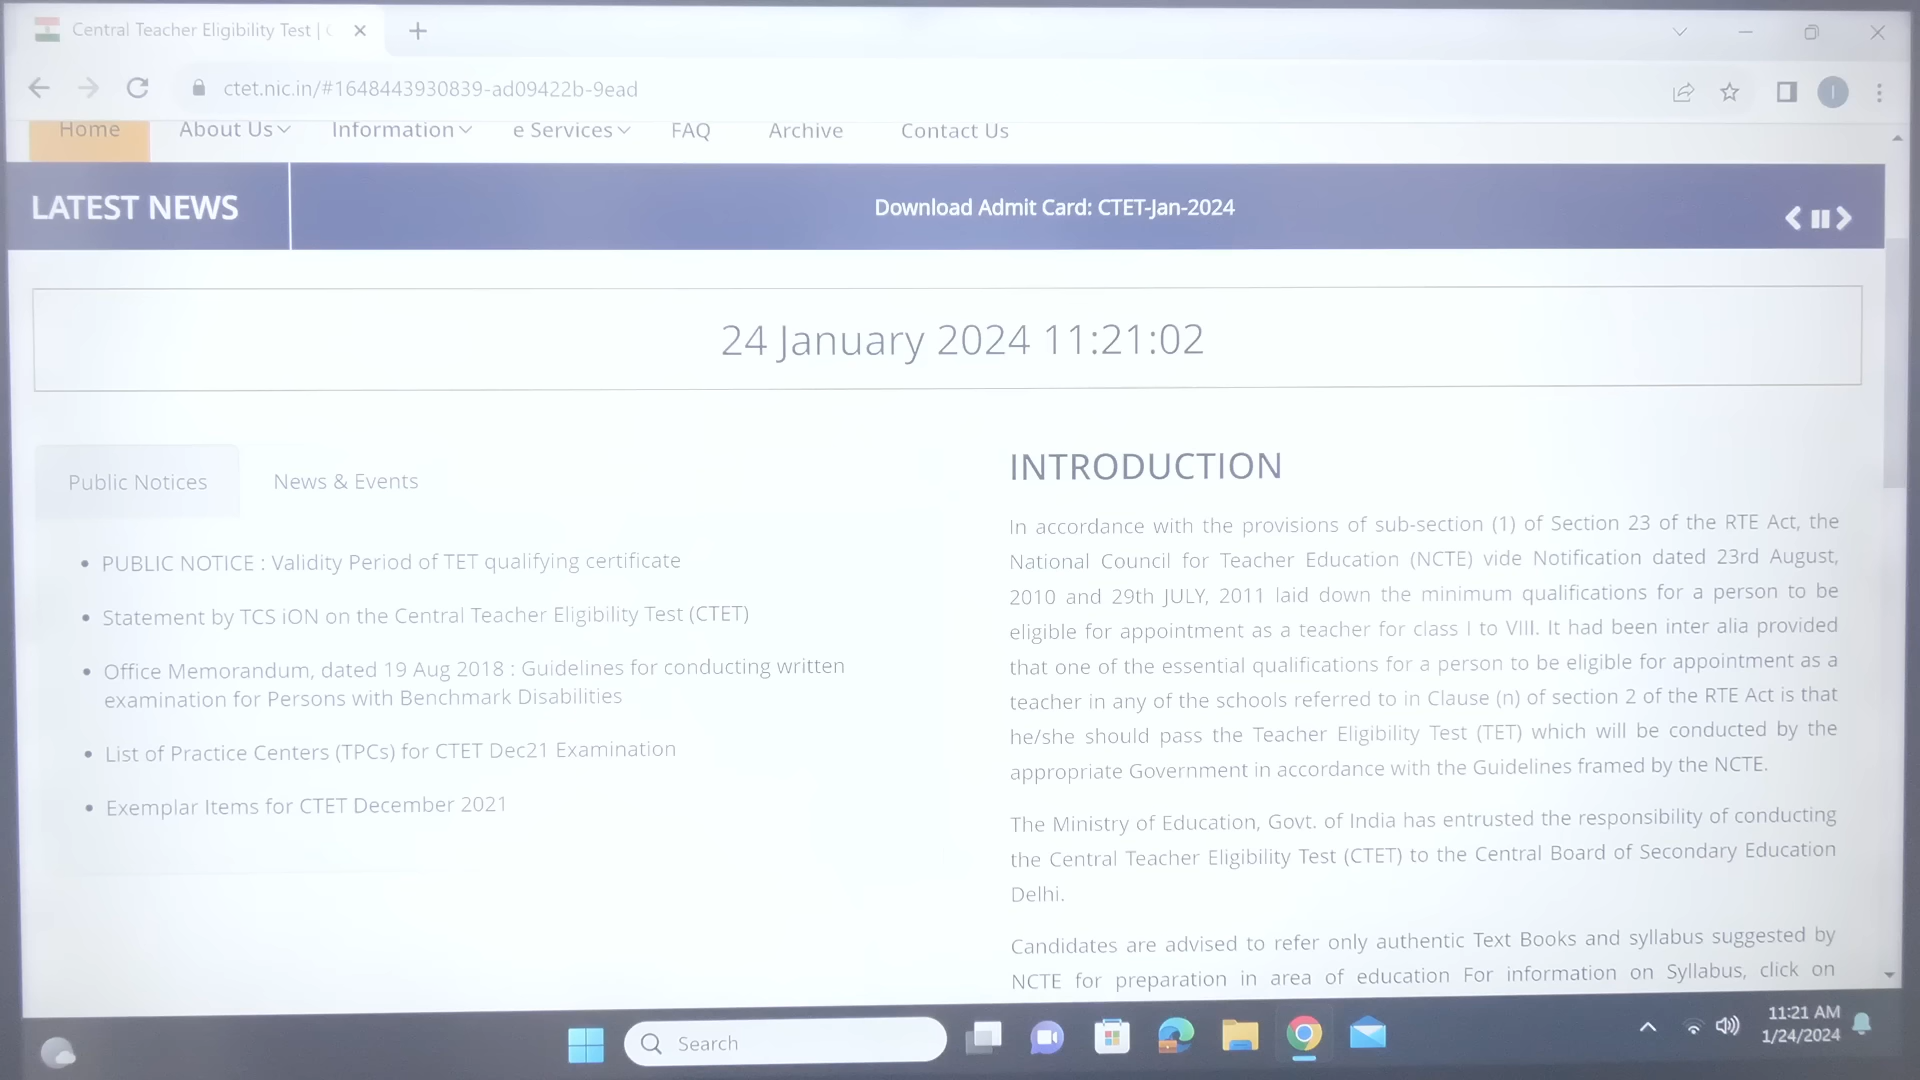 Central Teacher Eligibility Test |
ctet.nic.in/#1648443930839-ad09422b-9ead
Home About Us Information e Services FAQ Archive Contact Us
LATEST NEWS
Download Admit Card: CTET-Jan-2024
24 January 2024 11:21:02
Public Notices News & Events
PUBLIC NOTICE : Validity Period of TET qualifying certificate
Statement by TCS iON on the Central Teacher Eligibility Test (CTET)
Office Memorandum, dated 19 Aug 2018 : Guidelines for conducting written
examination for Persons with Benchmark Disabilities
List of Practice Centers (TPCs) for CTET Dec21 Examination
Exemplar Items for CTET December 2021
INTRODUCTION
In accordance with the provisions of sub-section (1) of Section 23 of the RTE Act, the
National Council for Teacher Education (NCTE) vide Notification dated 23rd August,
2010 and 29th JULY, 2011 laid down the minimum qualifications for a person to be
eligible for appointment as a teacher for class I to VIII. It had been inter alia provided
that one of the essential qualifications for a person to be eligible for appointment as a
teacher in any of the schools referred to in Clause (n) of section 2 of the RTE Act is that
he/she should pass the Teacher Eligibility Test (TET) which will be conducted by the
appropriate Government in accordance with the Guidelines framed by the NCTE.
The Ministry of Education, Govt. of India has entrusted the responsibility of conducting
the Central Teacher Eligibility Test (CTET) to the Central Board of Secondary Education
Delhi.
Candidates are advised to refer only authentic Text Books and syllabus suggested by
NCTE for preparation in area of education For information on Syllabus, click on
Search
11:21 AM
1/24/2024